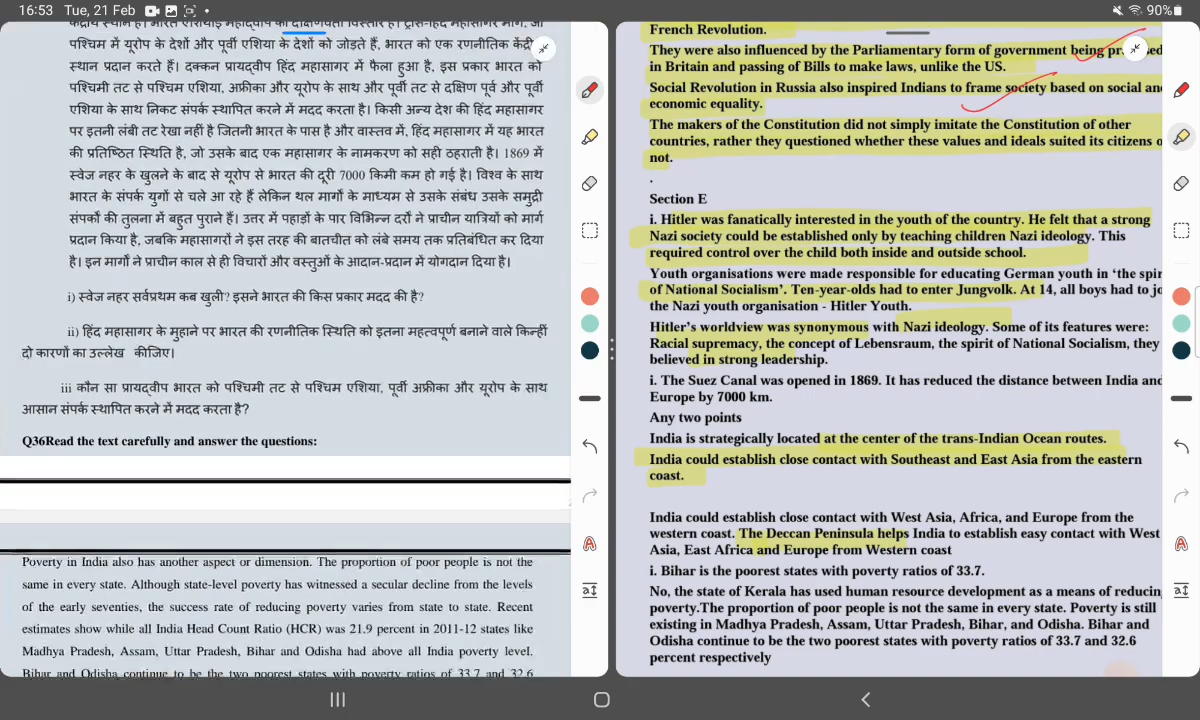 16:53 Tue, 21 Feb
90%
पश्चिम में यूरोप के देशों और पूर्वी एशिया के देशों को जोड़ते हैं, भारत को एक रणनीतिक केंद्रीय
स्थान प्रदान करते हैं। दक्कन प्रायद्वीप हिंद महासागर में फैला हुआ है, इस प्रकार भारत को
पश्चिमी तट से पश्चिम एशिया, अफ्रीका और यूरोप के साथ और पूर्वी तट से दक्षिण पूर्व और पूर्वी
एशिया के साथ निकट संपर्क स्थापित करने में मदद करता है। किसी अन्य देश की हिंद महासागर
पर इतनी लंबी तट रेखा नहीं है जितनी भारत के पास है और वास्तव में, हिंद महासागर में यह भारत
की प्रतिष्ठित स्थिति है, जो उसके बाद एक महासागर के नामकरण को सही ठहराती है। 1869 में
स्वेज नहर के खुलने के बाद से यूरोप से भारत की दूरी 7000 किमी कम हो गई है। विश्व के साथ
भारत के संपर्क युगों से चले आ रहे हैं लेकिन थल मार्गों के माध्यम से उसके संबंध उसके समुद्री
संपर्कों की तुलना में बहुत पुराने हैं। उत्तर में पहाड़ों के पार विभिन्न दर्रों ने प्राचीन यात्रियों को मार्ग
प्रदान किया है, जबकि महासागरों ने इस तरह की बातचीत को लंबे समय तक प्रतिबंधित कर दिया
है। इन मार्गों ने प्राचीन काल से ही विचारों और वस्तुओं के आदान-प्रदान में योगदान दिया है।
i) स्वेज नहर सर्वप्रथम कब खुली? इसने भारत की किस प्रकार मदद की है?
ii) हिंद महासागर के मुहाने पर भारत की रणनीतिक स्थिति को इतना महत्वपूर्ण बनाने वाले किन्हीं
दो कारणों का उल्लेख कीजिए।
iii कौन सा प्रायद्वीप भारत को पश्चिमी तट से पश्चिम एशिया, पूर्वी अफ्रीका और यूरोप के साथ
आसान संपर्क स्थापित करने में मदद करता है?
Q36Read the text carefully and answer the questions:
Poverty in India also has another aspect or dimension. The proportion of poor people is not the
same in every state. Although state-level poverty has witnessed a secular decline from the levels
of the early seventies, the success rate of reducing poverty varies from state to state. Recent
estimates show while all India Head Count Ratio (HCR) was 21.9 percent in 2011-12 states like
Madhya Pradesh, Assam, Uttar Pradesh, Bihar and Odisha had above all India poverty level.
Bihar and Odisha continue to be the two poorest states with poverty ratios of 33.7 and 32.6
French Revolution.
They were also influenced by the Parliamentary form of government being
in Britain and passing of Bills to make laws, unlike the US.
Social Revolution in Russia also inspired Indians to frame society based on social and
economic equality.
The makers of the Constitution did not simply imitate the Constitution of other
countries, rather they questioned whether these values and ideals suited its citizens
not.
.
Section E
i. Hitler was fanatically interested in the youth of the country. He felt that a strong
Nazi society could be established only by teaching children Nazi ideology. This
required control over the child both inside and outside school.
Youth organisations were made responsible for educating German youth in ‘the
of National Socialism’. Ten-year-olds had to enter Jungvolk. At 14, all boys had to
the Nazi youth organisation - Hitler Youth.
Hitler’s worldview was synonymous with Nazi ideology. Some of its features were:
Racial supremacy, the concept of Lebensraum, the spirit of National Socialism, they
believed in strong leadership.
i. The Suez Canal was opened in 1869. It has reduced the distance between India and
Europe by 7000 km.
Any two points
India is strategically located at the center of the trans-Indian Ocean routes.
India could establish close contact with Southeast and East Asia from the eastern
coast.
India could establish close contact with West Asia, Africa, and Europe from the
western coast. The Deccan Peninsula helps India to establish easy contact with West
Asia, East Africa and Europe from Western coast
i. Bihar is the poorest states with poverty ratios of 33.7.
No, the state of Kerala has used human resource development as a means of
poverty.The proportion of poor people is not the same in every state. Poverty is still
existing in Madhya Pradesh, Assam, Uttar Pradesh, Bihar, and Odisha. Bihar and
Odisha continue to be the two poorest states with poverty ratios of 33.7 and 32.6
percent respectively